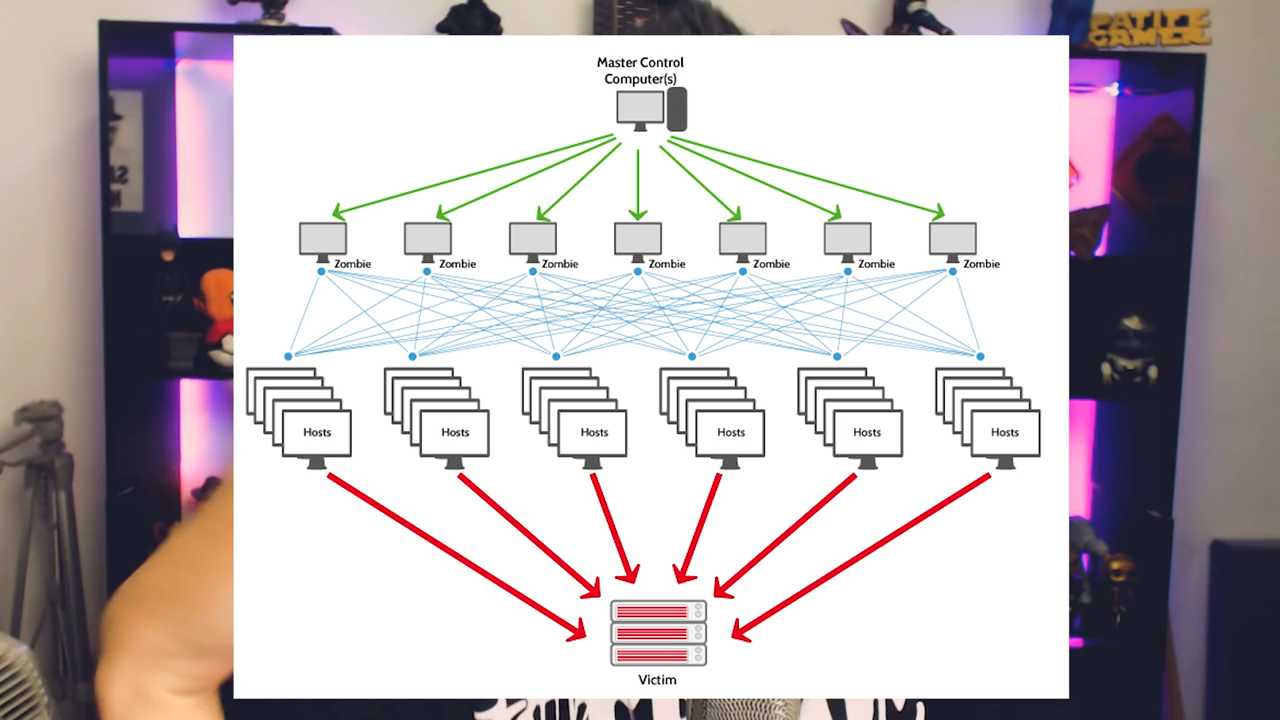 PATIFE
GAMER
Master Control
Computer(s)
Zombie
Zombie
Zombie
Zombie
Zombie
Zombie
Zombie
Hosts
Hosts
Hosts
Hosts
Hosts
Hosts
Victim